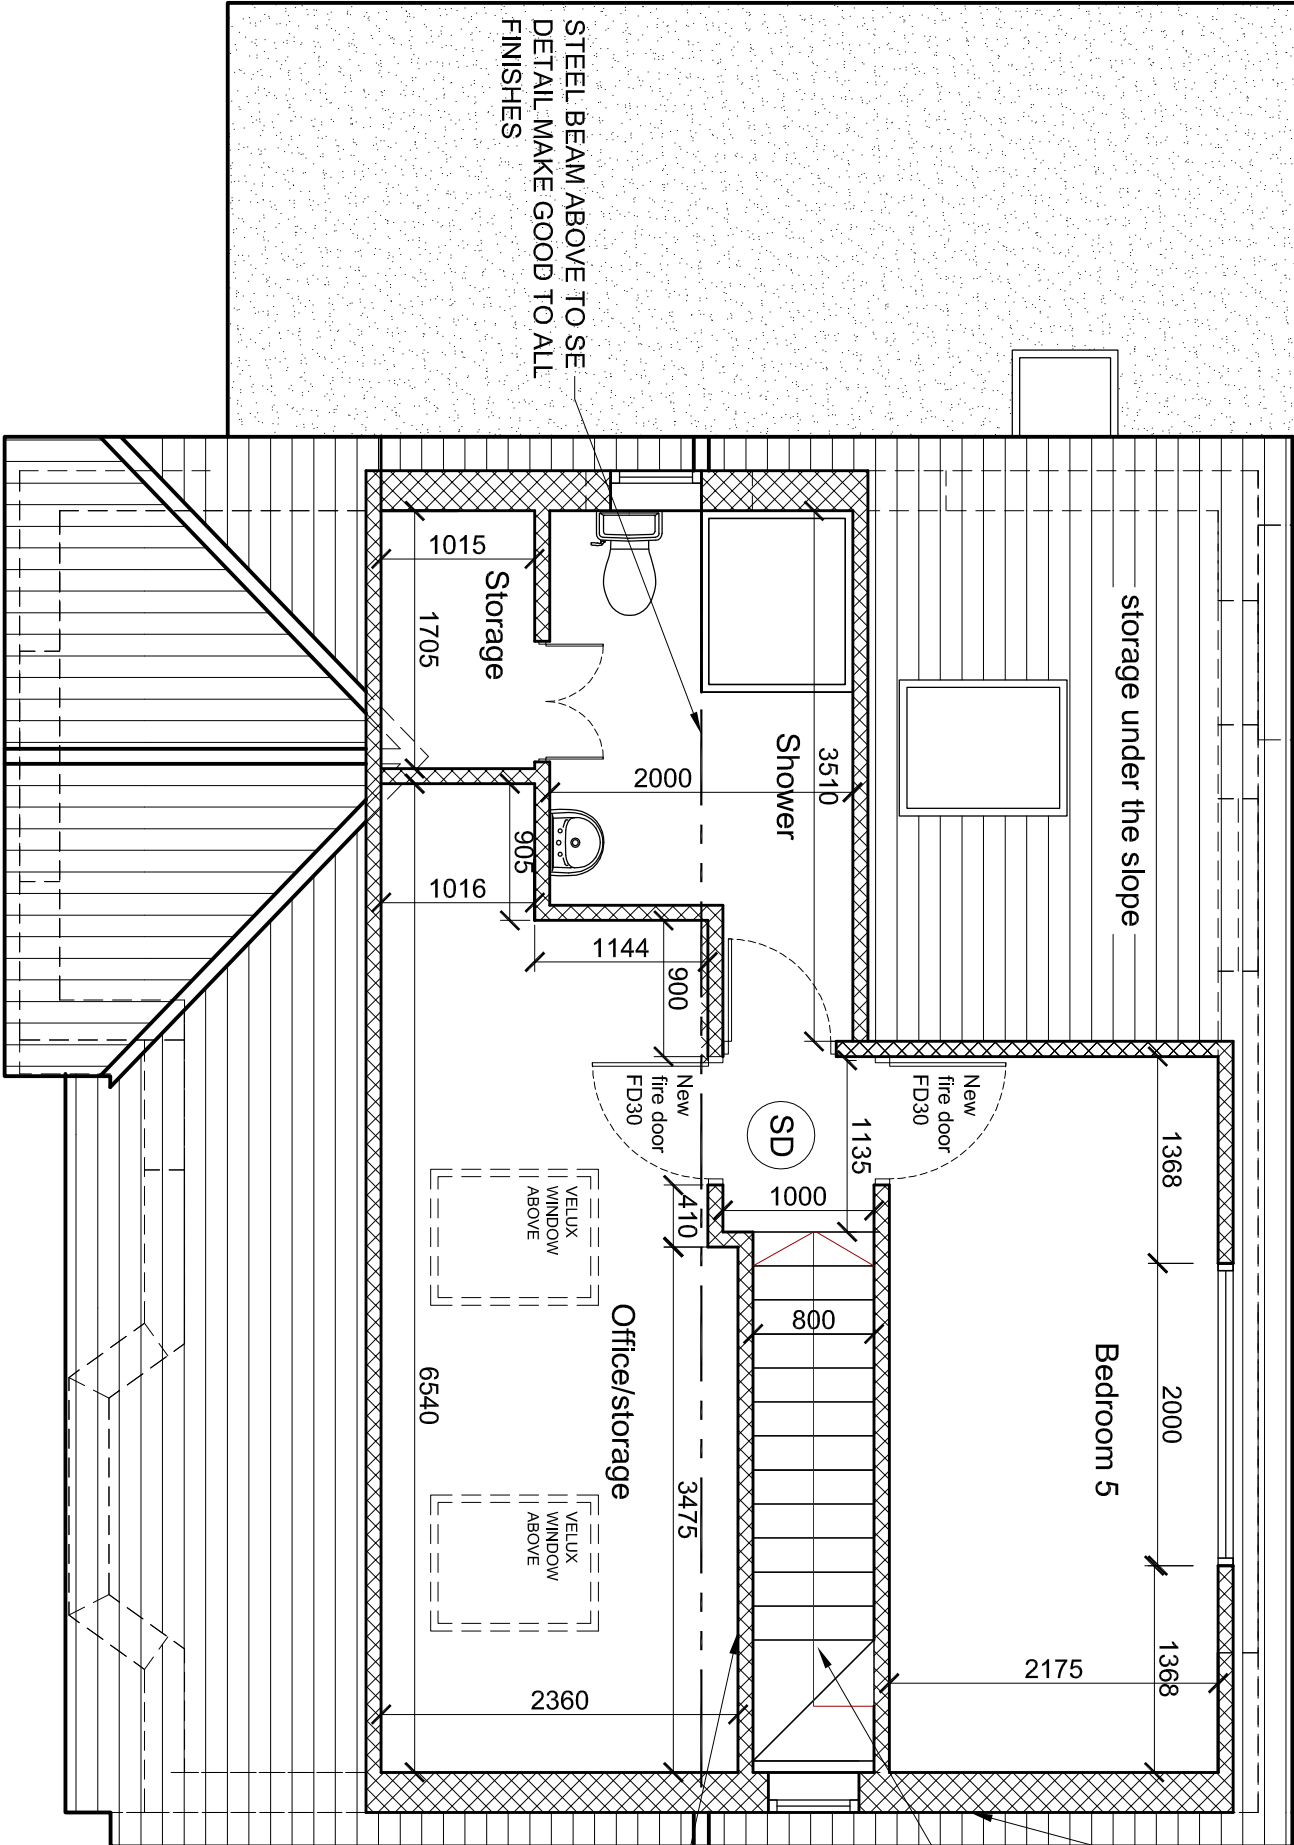 STEEL BEAM ABOVE TO SE
DETAIL MAKE GOOD TO ALL
FINISHES
storage under the slope
Storage
1015
1705
Shower
3510
2000
905
1016
1144
900
New
fire door
FD30
New
fire door
FD30
SD
1135
1000
410
800
1368
2000
1368
Bedroom 5
2175
VELUX
WINDOW
ABOVE
Office/storage
6540
3475
VELUX
WINDOW
ABOVE
2360